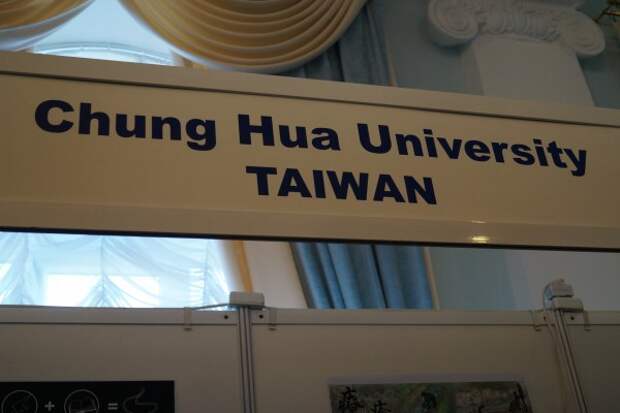 Chung Hua University
TAIWAN
+ =